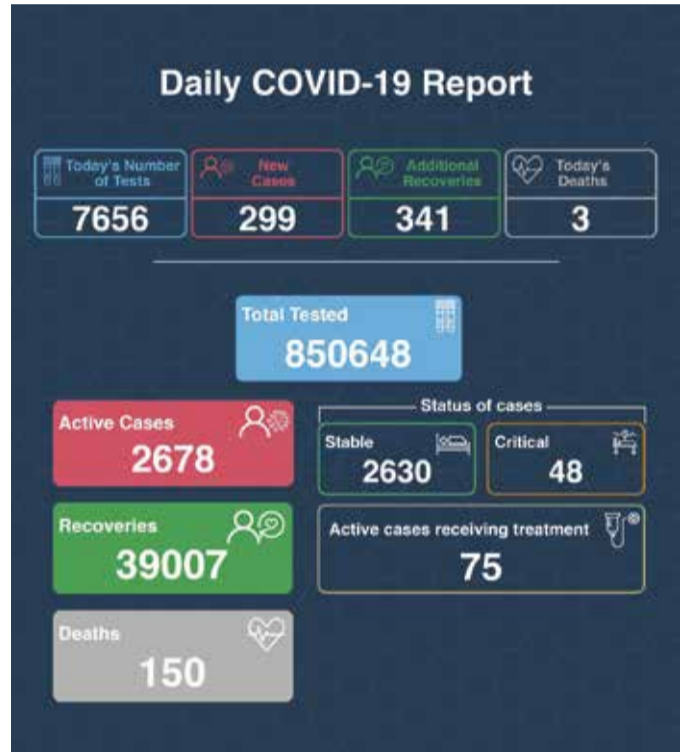 Daily COVID-19 Report
Today's Number
of Tests
7656
New
Cases
299
Additional
Recoveries
341
Today's
Deaths
3
Total Tested
850648
Active Cases
2678
Status of cases
Stable
2630
Critical
48
Recoveries
39007
Active cases receiving treatment
75
Deaths
150